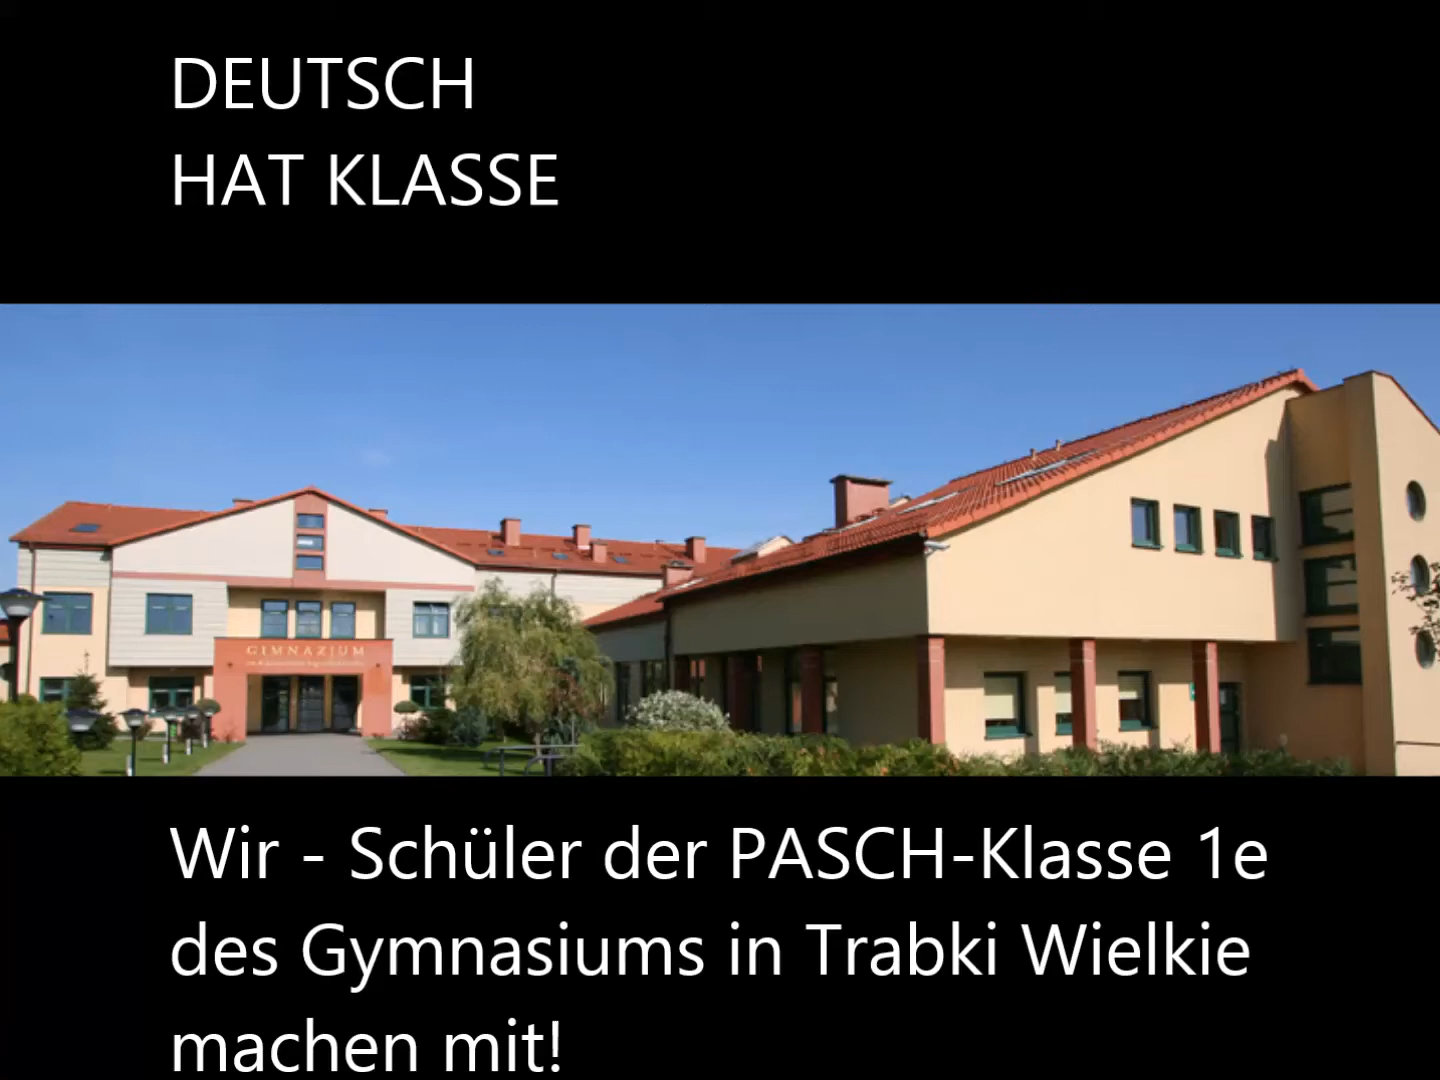 DEUTSCH
HAT KLASSE
GIMNAZJUM
Wir - Schüler der PASCH-Klasse 1e
des Gymnasiums in Trabki Wielkie
machen mit!